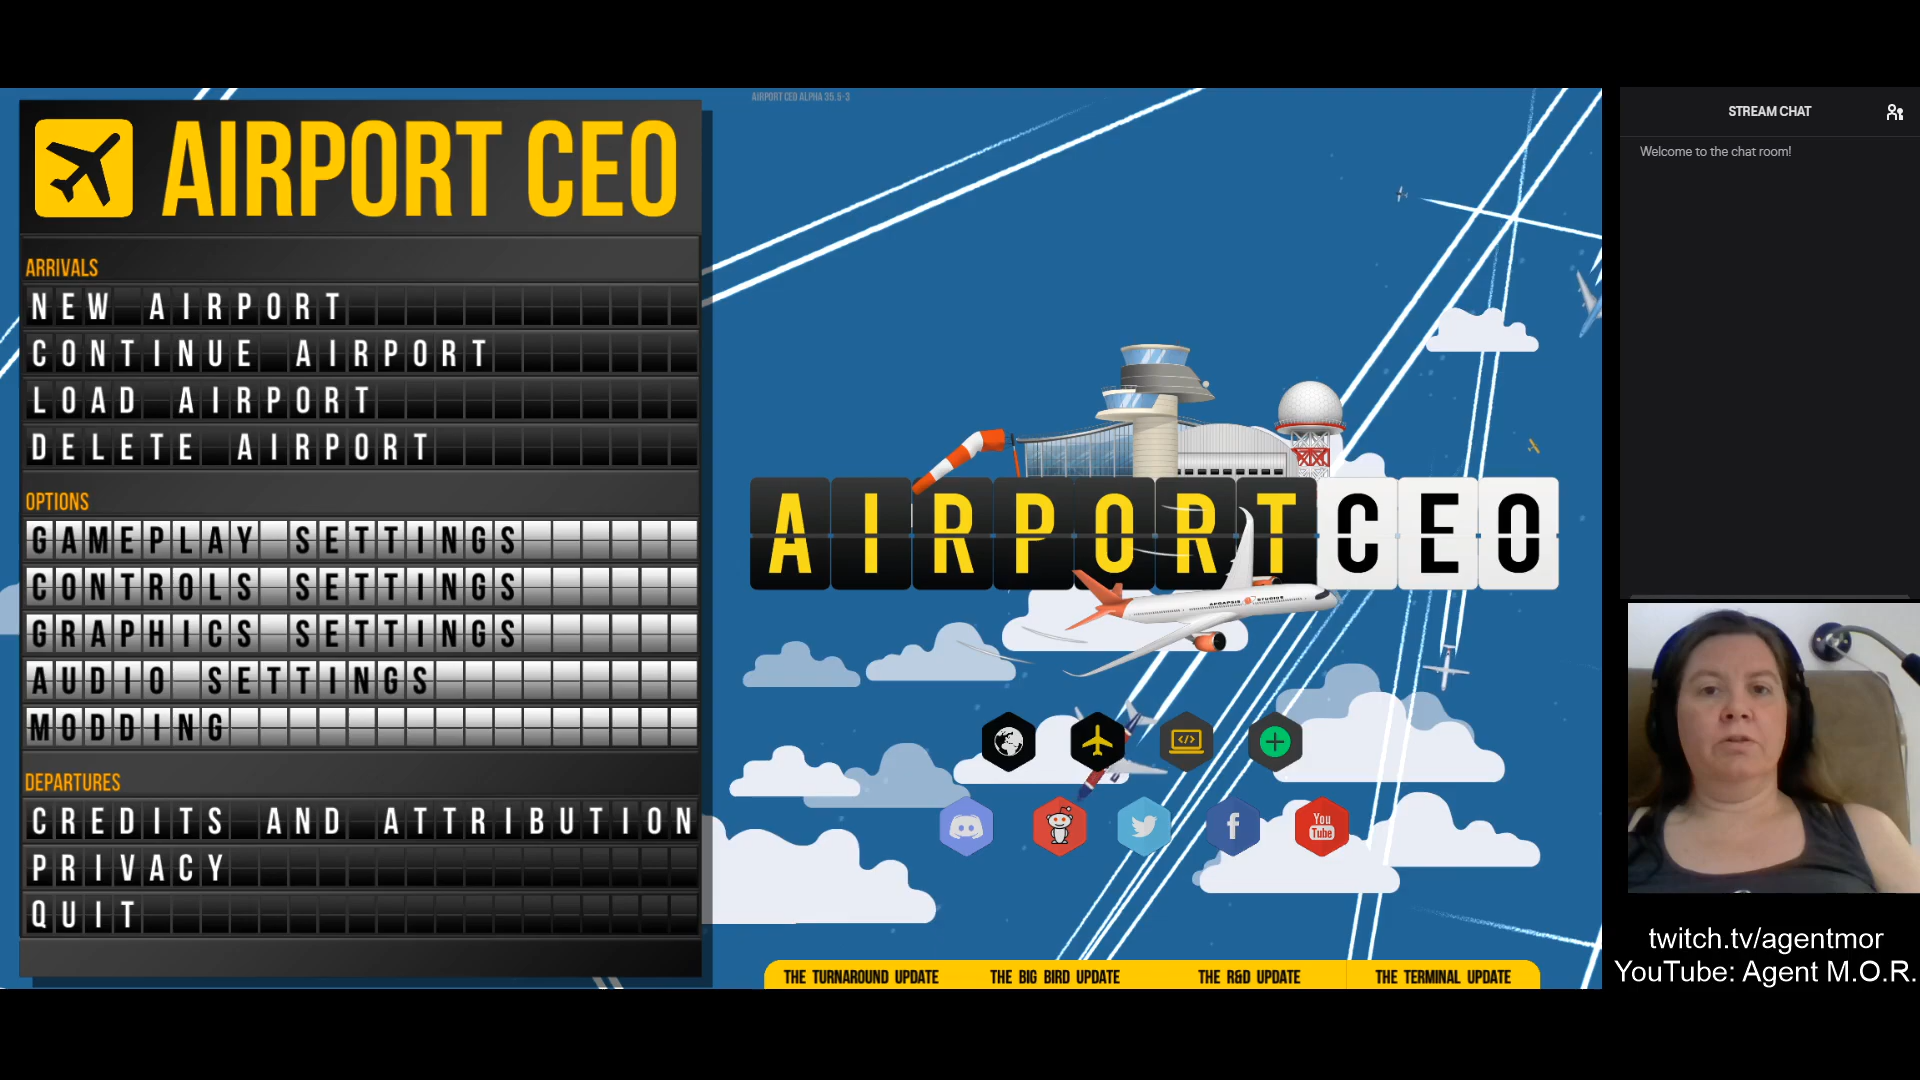 AIRPORT CEO
ARRIVALS
NEW AIRPORT
CONTINUE AIRPORT
LOAD AIRPORT
DELETE AIRPORT
OPTIONS
GAMEPLAY SETTINGS
CONTROLS SETTINGS
GRAPHICS SETTINGS
AUDIO SETTINGS
MODDING
DEPARTURES
CREDITS AND ATTRIBUTION
PRIVACY
QUIT
AIRPORT CEO ALPHA 35.5-3
AIRPORTCEO
APOAPSIS STUDIOS
You
Tube
THE TURNAROUND UPDATE
THE BIG BIRD UPDATE
THE R&D UPDATE
THE TERMINAL UPDATE
STREAM CHAT
Welcome to the chat room!
twitch.tv/agentmor
YouTube: Agent M.O.R.